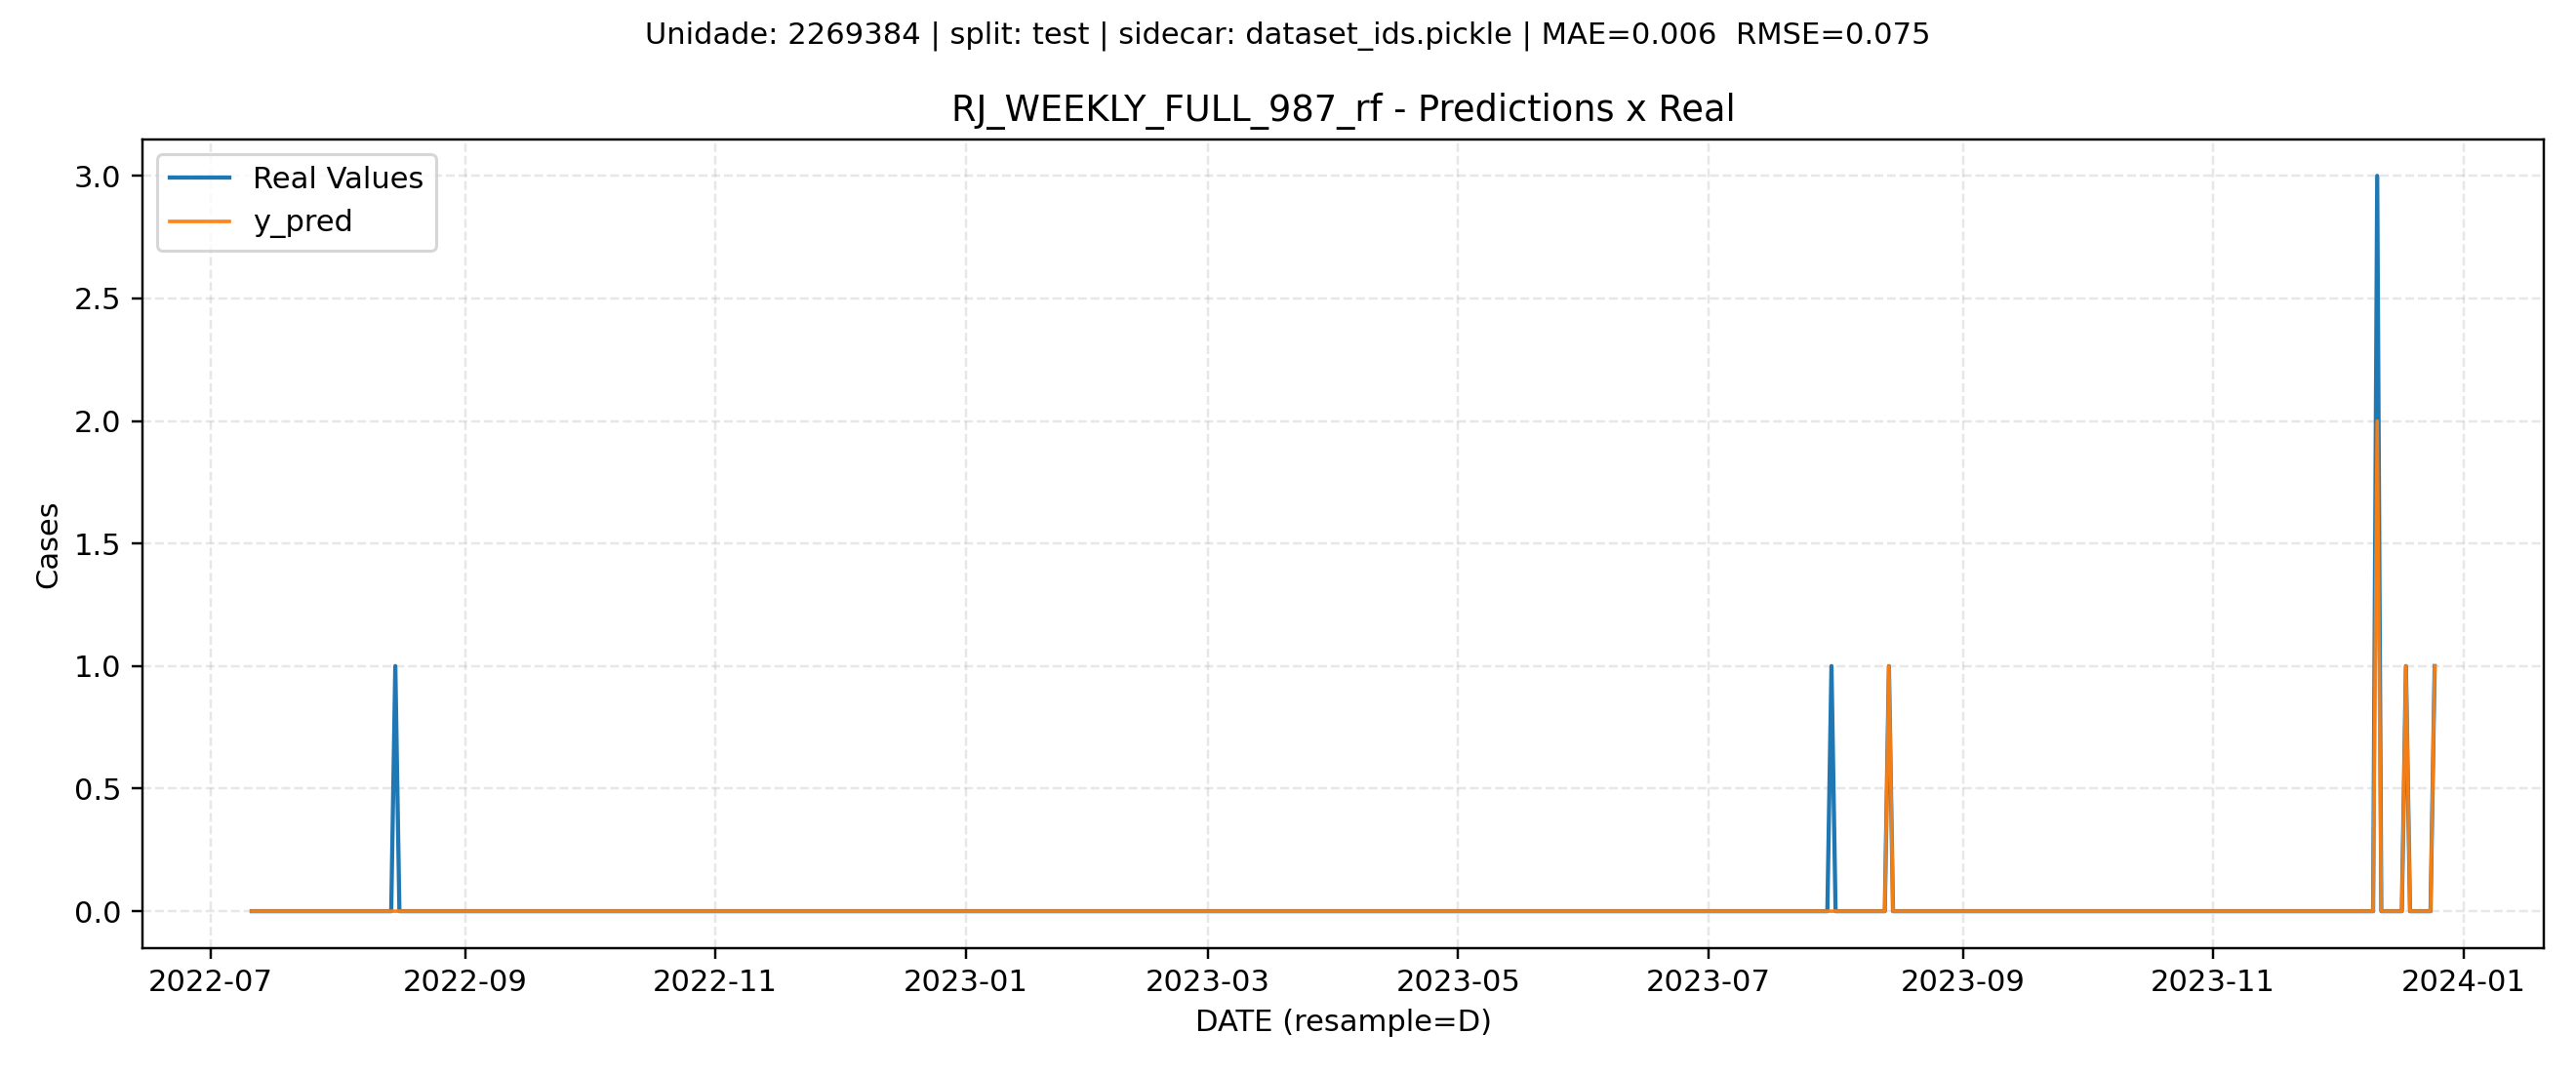 Unidade: 2269384 | split: test | sidecar: dataset_ids.pickle | MAE=0.006  RMSE=0.075
RJ_WEEKLY_FULL_987_rf - Predictions x Real
Real Values
y_pred
3.0
2.5
2.0
1.5
1.0
0.5
0.0
Cases
2022-07 2022-09 2022-11 2023-01 2023-03 2023-05 2023-07 2023-09 2023-11 2024-01
DATE (resample=D)